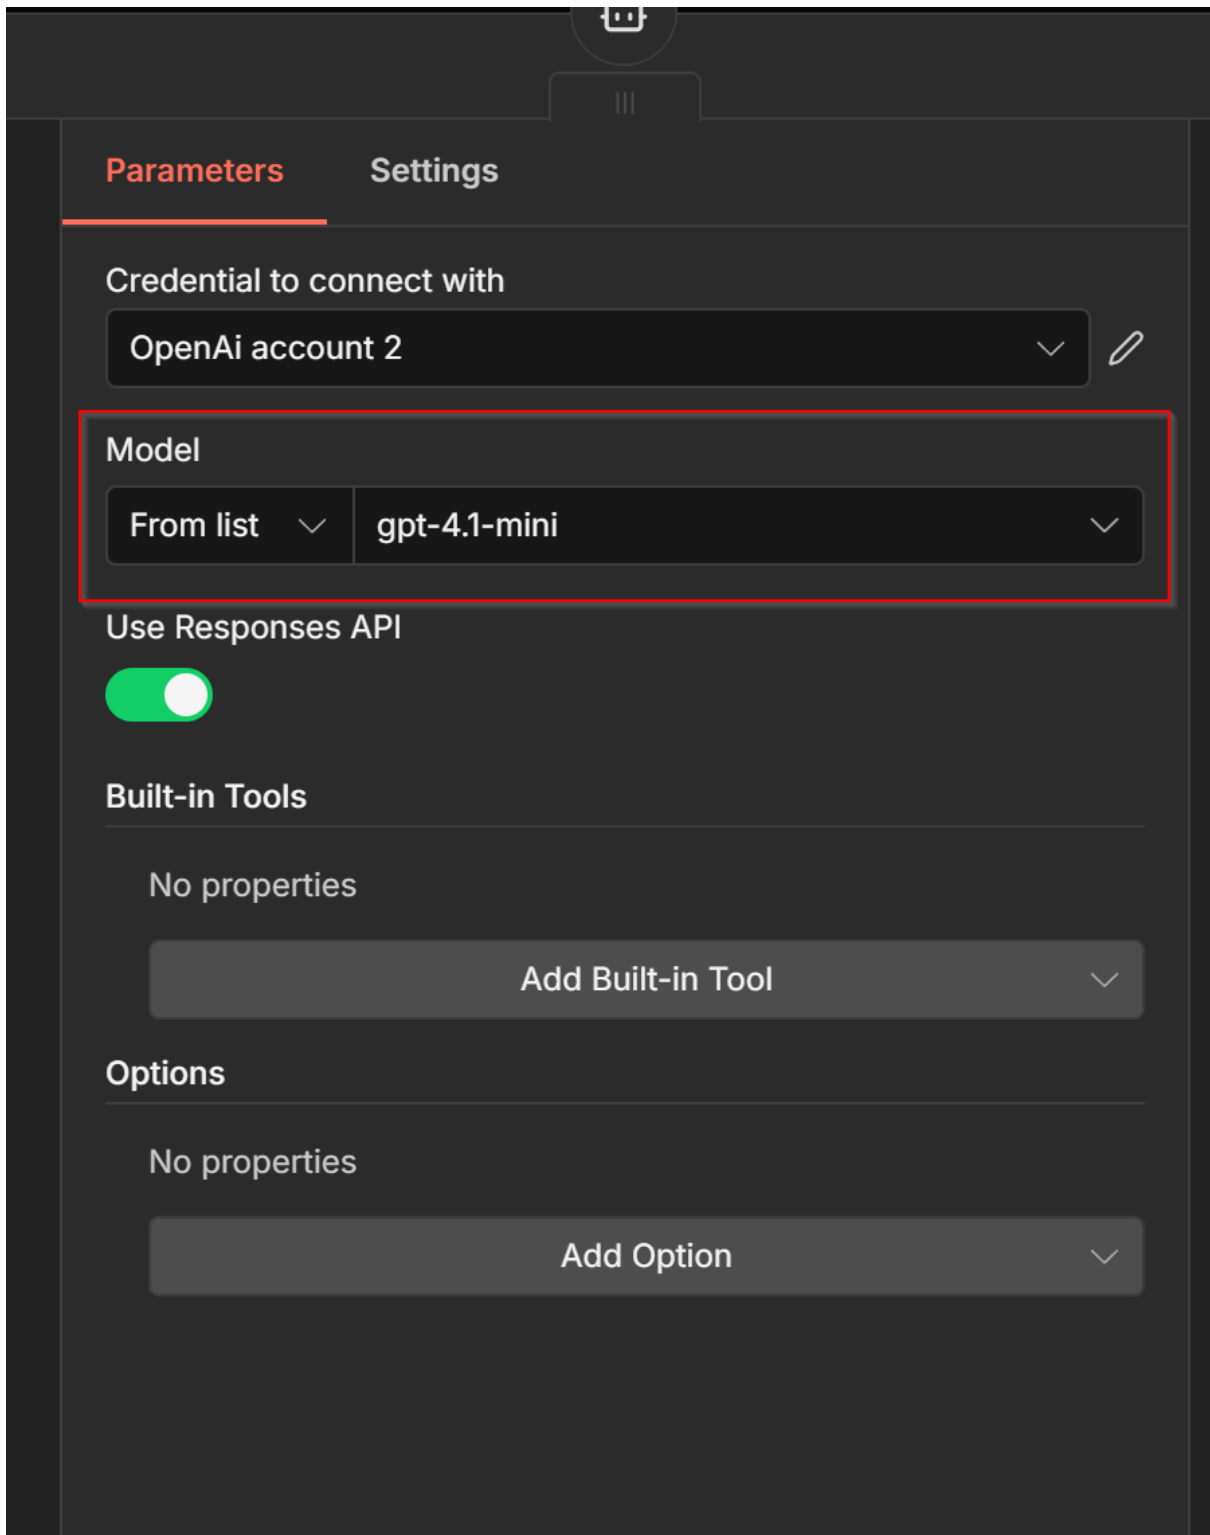 Parameters Settings
Credential to connect with
OpenAi account 2
Model
From list gpt-4.1-mini
Use Responses API
Built-in Tools
No properties
Add Built-in Tool
Options
No properties
Add Option